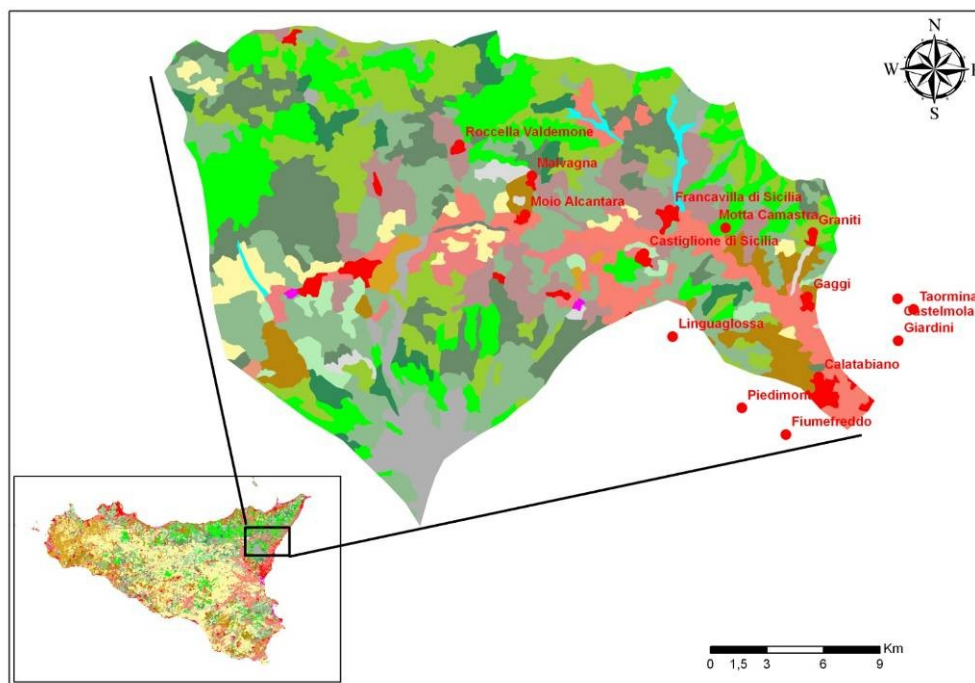 N
W E
S
Roccella Valdemone
Malvagna
Moio Alcantara
Francavilla di Sicilia
Motta Camastra
Graniti
Castiglione di Sicilia
Gaggi
Taormina
Castelmola
Giardini
Linguaglossa
Calatabiano
Piedimon
Fiumefreddo
Km
0 1,5 3 6 9